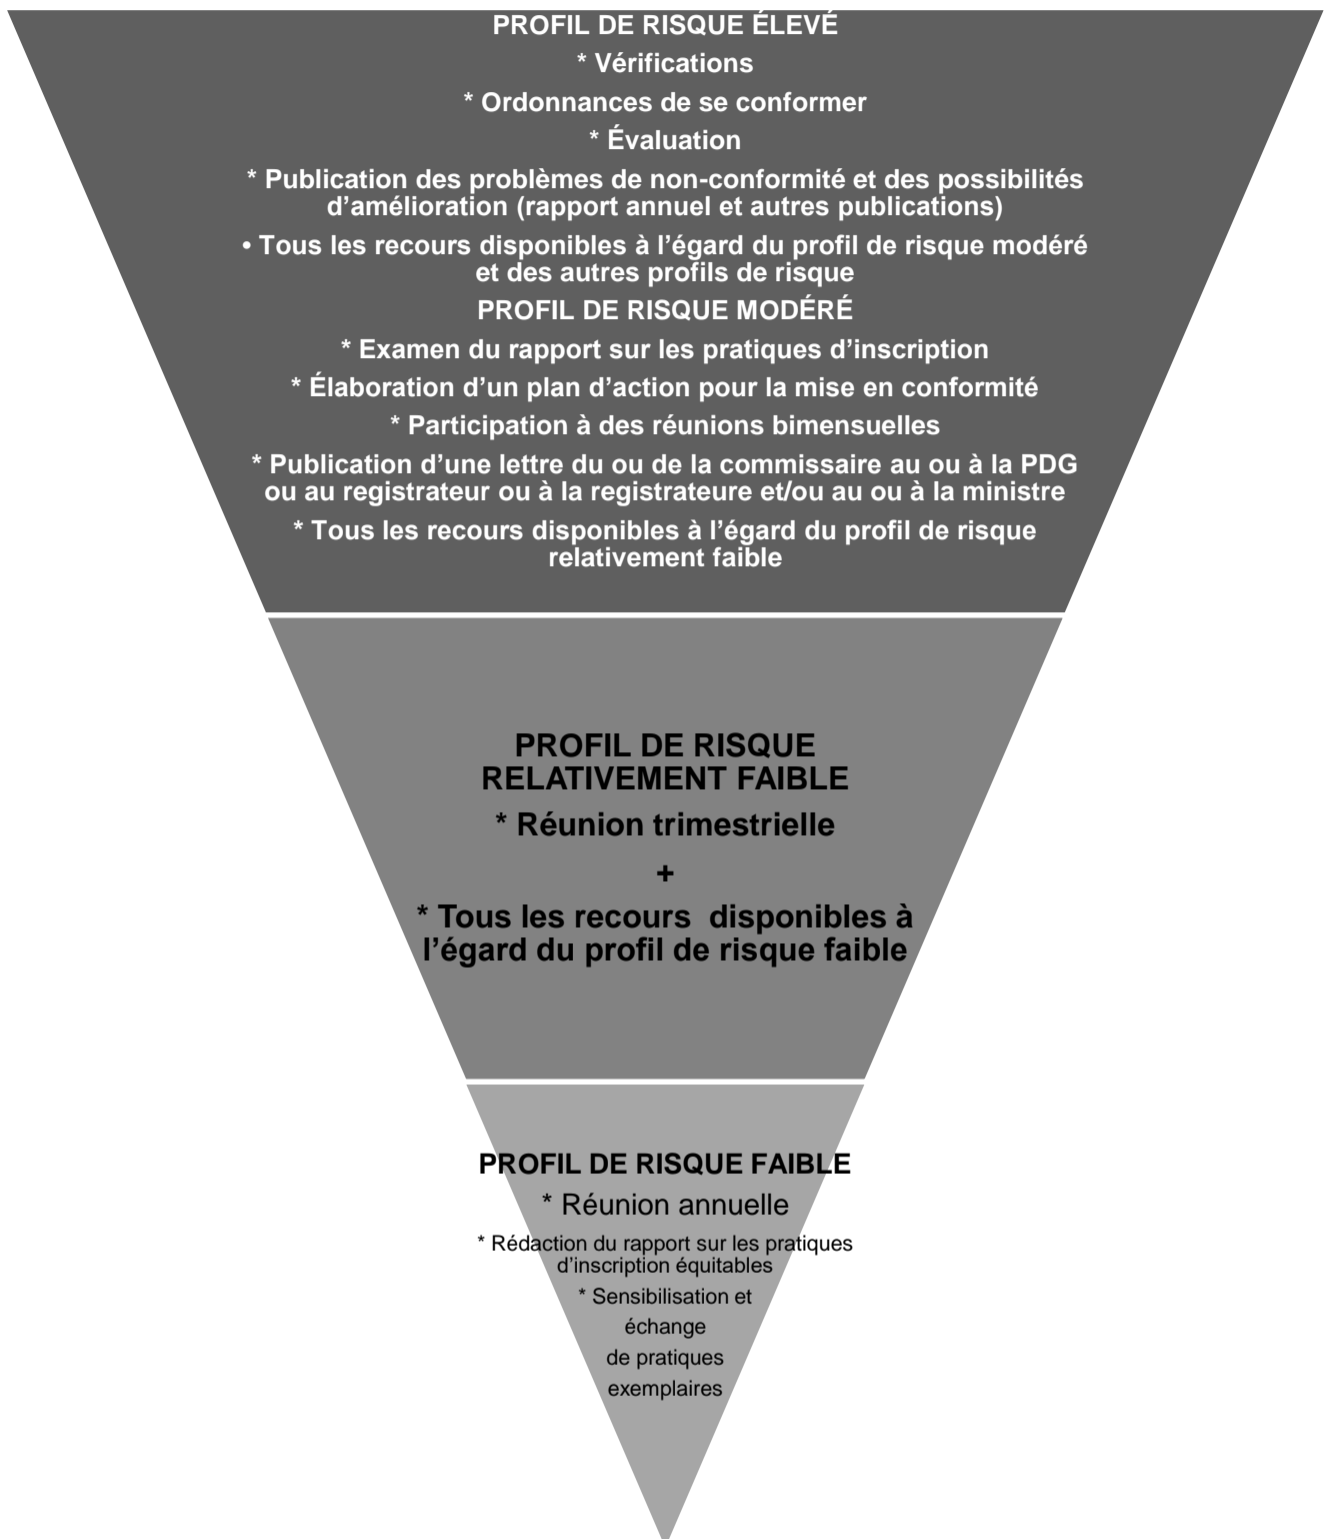 PROFIL DE RISQUE ÉLEVÉ
* Vérifications
* Ordonnances de se conformer
* Évaluation
* Publication des problèmes de non-conformité et des possibilités
d’amélioration (rapport annuel et autres publications)
• Tous les recours disponibles à l’égard du profil de risque modéré
et des autres profils de risque
PROFIL DE RISQUE MODÉRÉ
* Examen du rapport sur les pratiques d’inscription
* Élaboration d’un plan d’action pour la mise en conformité
* Participation à des réunions bimensuelles
* Publication d’une lettre du ou de la commissaire au ou à la PDG
ou au registrateur ou à la registrateure et/ou au ou à la ministre
* Tous les recours disponibles à l’égard du profil de risque
relativement faible
PROFIL DE RISQUE
RELATIVEMENT FAIBLE
* Réunion trimestrielle
+
* Tous les recours disponibles à
l’égard du profil de risque faible
PROFIL DE RISQUE FAIBLE
* Réunion annuelle
* Rédaction du rapport sur les pratiques
d’inscription équitables
* Sensibilisation et
échange
de pratiques
exemplaires